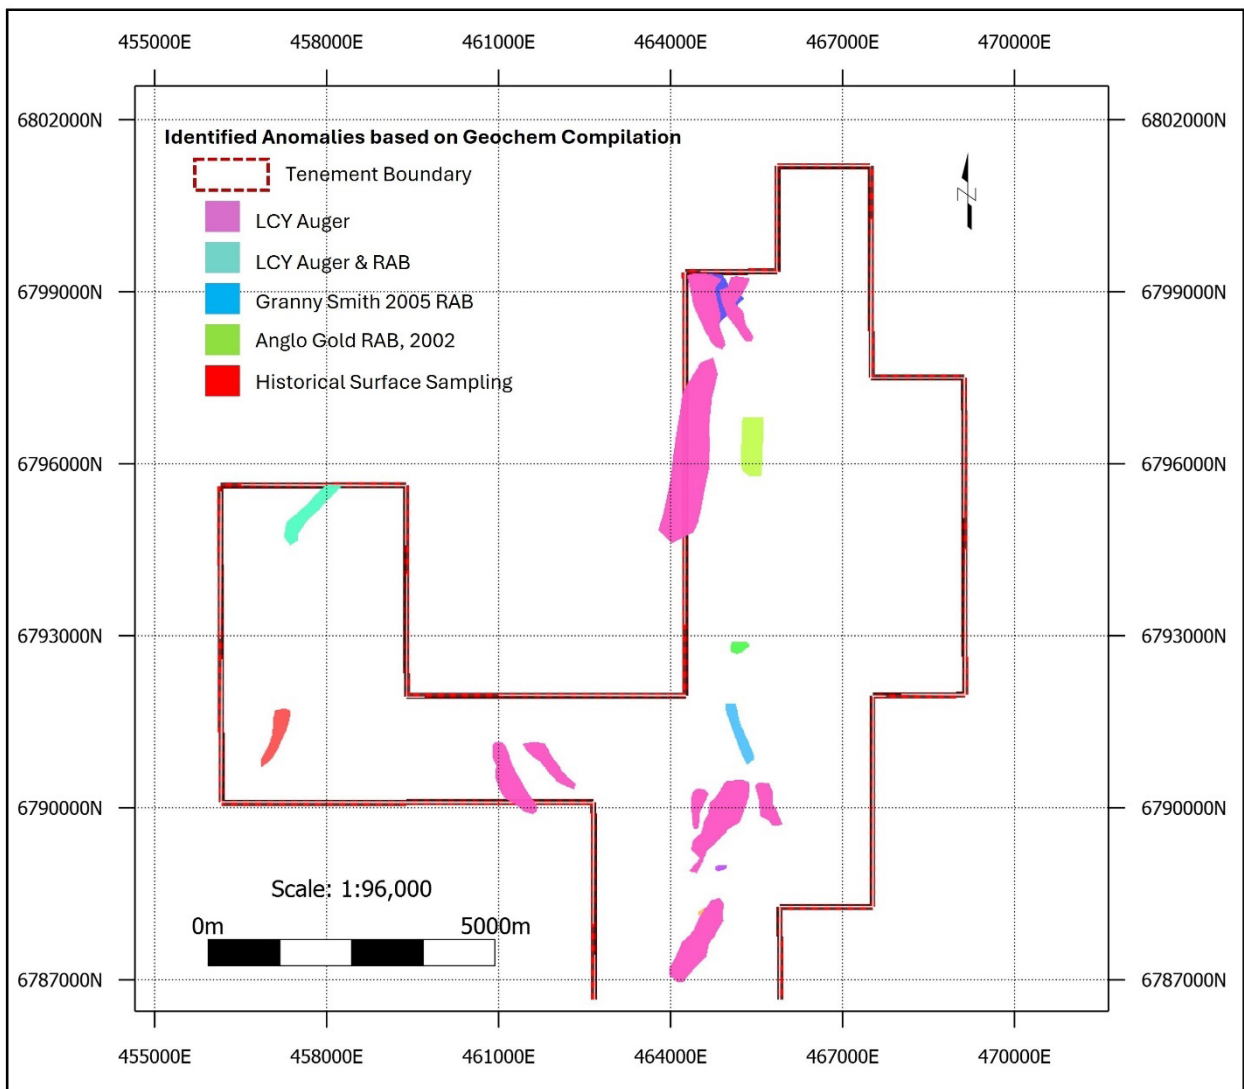 455000E 458000E 461000E 464000E 467000E 470000E
6802000N 6802000N
Identified Anomalies based on Geochem Compilation
Tenement Boundary
N
LCY Auger
LCY Auger & RAB
6799000N 6799000N
Granny Smith 2005 RAB
Anglo Gold RAB, 2002
Historical Surface Sampling
6796000N 6796000N
6793000N 6793000N
6790000N 6790000N
Scale: 1:96,000
0m 5000m
6787000N 6787000N
455000E 458000E 461000E 464000E 467000E 470000E